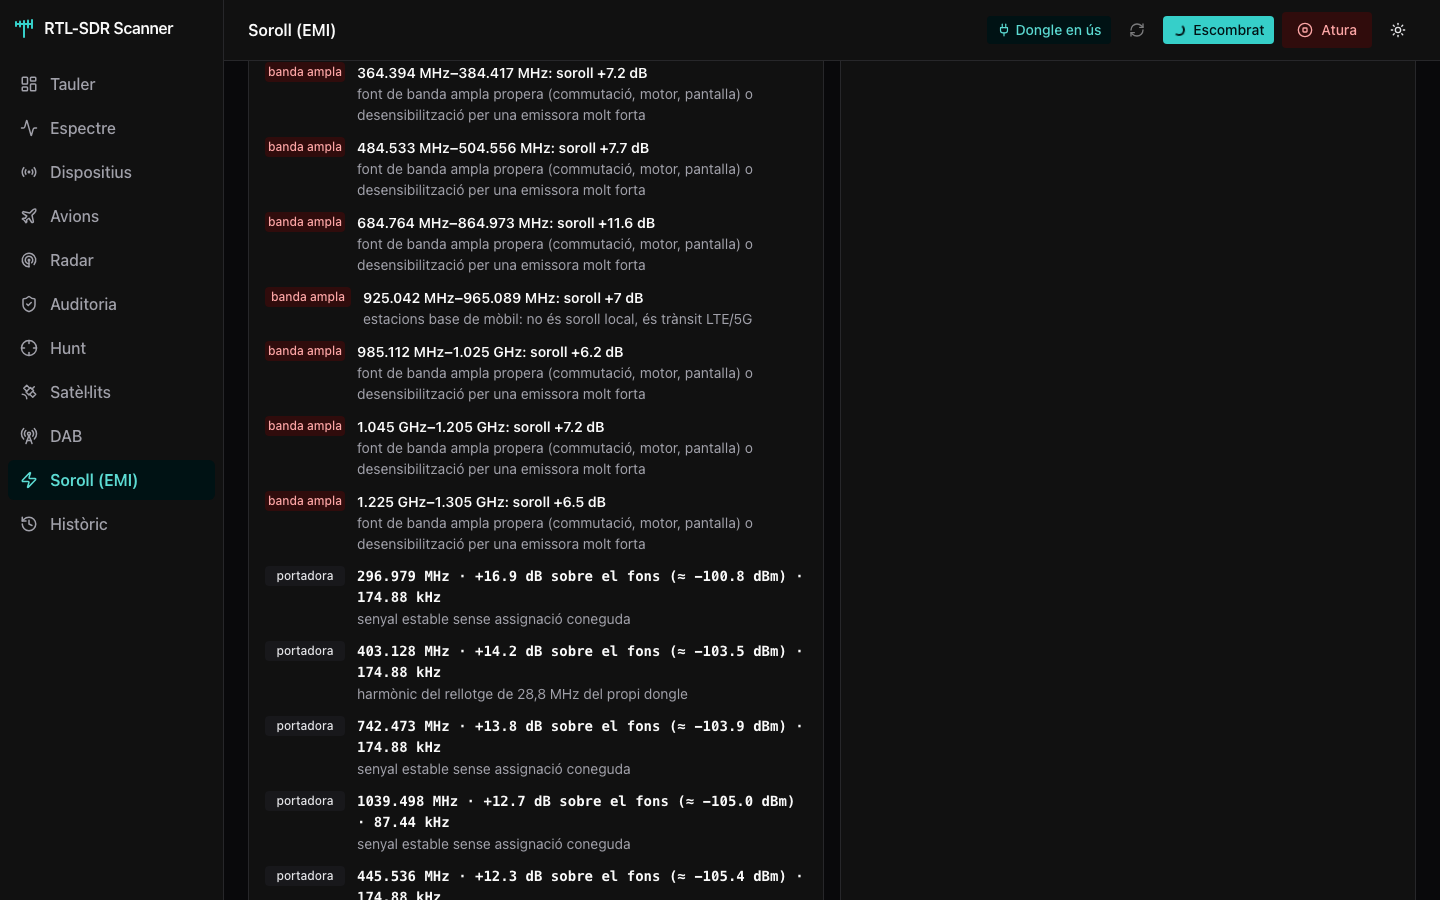 RTL-SDR Scanner
Soroll (EMI)
Dongle en ús
Escombrat
Atura
Tauler
Espectre
Dispositius
Avions
Radar
Auditoria
Hunt
Satèl·lits
DAB
Soroll (EMI)
Històric
banda ampla
364.394 MHz–384.417 MHz: soroll +7.2 dB
font de banda ampla propera (commutació, motor, pantalla) o
desensibilització per una emissora molt forta
banda ampla
484.533 MHz–504.556 MHz: soroll +7.7 dB
font de banda ampla propera (commutació, motor, pantalla) o
desensibilització per una emissora molt forta
banda ampla
684.764 MHz–864.973 MHz: soroll +11.6 dB
font de banda ampla propera (commutació, motor, pantalla) o
desensibilització per una emissora molt forta
banda ampla
925.042 MHz–965.089 MHz: soroll +7 dB
estacions base de mòbil: no és soroll local, és trànsit LTE/5G
banda ampla
985.112 MHz–1.025 GHz: soroll +6.2 dB
font de banda ampla propera (commutació, motor, pantalla) o
desensibilització per una emissora molt forta
banda ampla
1.045 GHz–1.205 GHz: soroll +7.2 dB
font de banda ampla propera (commutació, motor, pantalla) o
desensibilització per una emissora molt forta
banda ampla
1.225 GHz–1.305 GHz: soroll +6.5 dB
font de banda ampla propera (commutació, motor, pantalla) o
desensibilització per una emissora molt forta
portadora
296.979 MHz · +16.9 dB sobre el fons (≈ −100.8 dBm) ·
174.88 kHz
senyal estable sense assignació coneguda
portadora
403.128 MHz · +14.2 dB sobre el fons (≈ −103.5 dBm) ·
174.88 kHz
harmònic del rellotge de 28,8 MHz del propi dongle
portadora
742.473 MHz · +13.8 dB sobre el fons (≈ −103.9 dBm) ·
174.88 kHz
senyal estable sense assignació coneguda
portadora
1039.498 MHz · +12.7 dB sobre el fons (≈ −105.0 dBm)
· 87.44 kHz
senyal estable sense assignació coneguda
portadora
445.536 MHz · +12.3 dB sobre el fons (≈ −105.4 dBm) ·
174.88 kHz